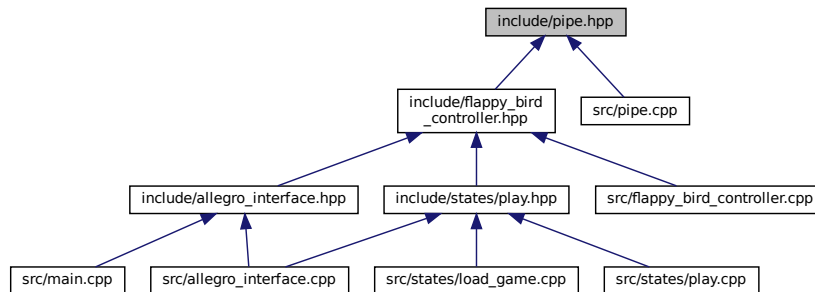 include/pipe.hpp
include/flappy_bird
_controller.hpp
src/pipe.cpp
include/allegro_interface.hpp
include/states/play.hpp
src/flappy_bird_controller.cpp
src/main.cpp
src/allegro_interface.cpp
src/states/load_game.cpp
src/states/play.cpp